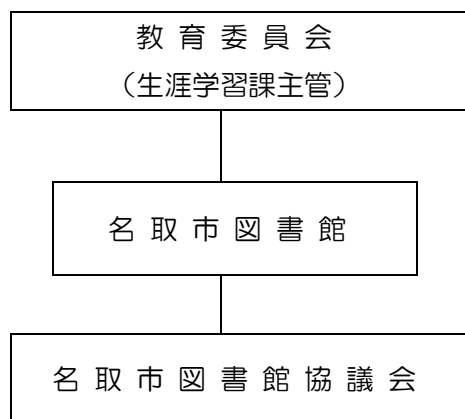 教育委員会
（生涯学習課主管）
名取市図書館
名取市図書館協議会